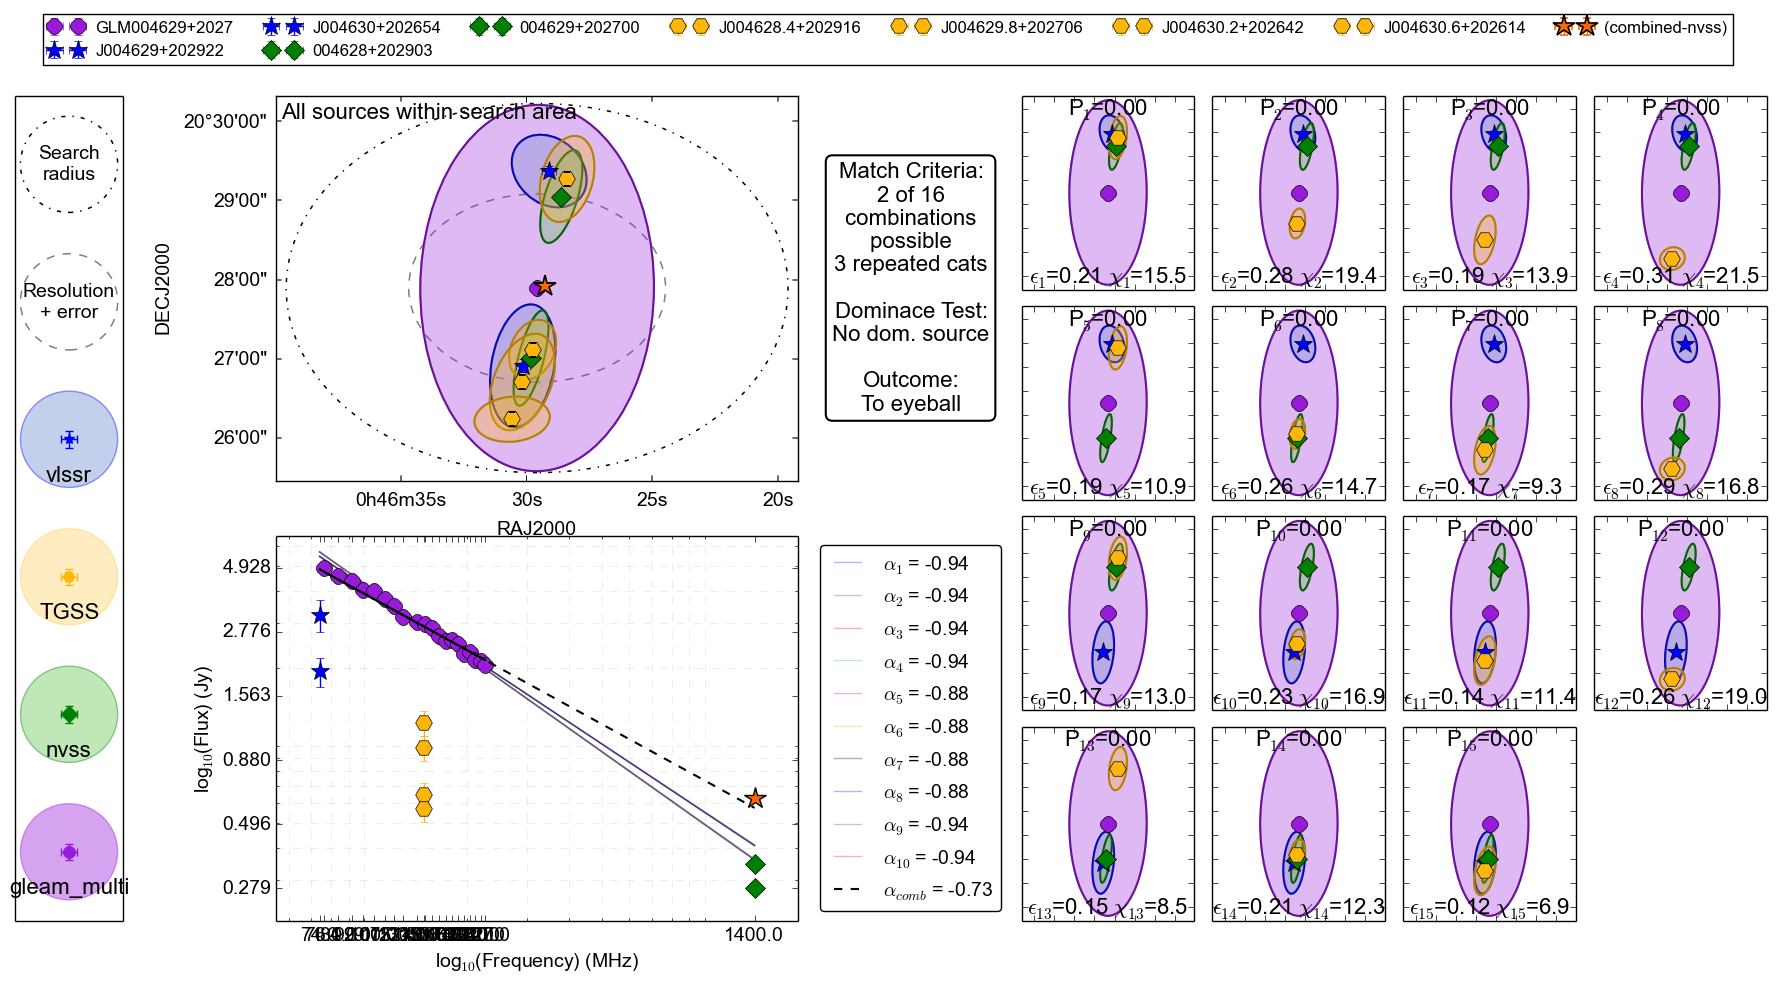 GLM004629+2027 J004630+202654 004629+202700 J004628.4+202916 J004629.8+202706 J004630.2+202642 J004630.6+202614 (combined-nvss)
J004629+202922 004628+202903
Search
radius
Resolution
+ error
vlssr
TGSS
nvss
gleam_multi
All sources within search area
DECJ2000
20°30'00"
29'00"
28'00"
27'00"
26'00"
0h46m35s 30s 25s 20s
RAJ2000
Match Criteria:
2 of 16
combinations
possible
3 repeated cats
Dominace Test:
No dom. source
Outcome:
To eyeball
log10(Flux) (Jy)
4.928
2.776
1.563
0.880
0.496
0.279
1400.0
log10(Frequency) (MHz)
α1 = -0.94
α2 = -0.94
α3 = -0.94
α4 = -0.94
α5 = -0.88
α6 = -0.88
α7 = -0.88
α8 = -0.88
α9 = -0.94
α10 = -0.94
αcomb = -0.73
P1=0.00 P2=0.00 P3=0.00 P4=0.00
ϵ1=0.21 χ1=15.5 ϵ2=0.28 χ2=19.4 ϵ3=0.19 χ3=13.9 ϵ4=0.31 χ4=21.5
P5=0.00 P6=0.00 P7=0.00 P8=0.00
ϵ5=0.19 χ5=10.9 ϵ6=0.26 χ6=14.7 ϵ7=0.17 χ7=9.3 ϵ8=0.29 χ8=16.8
P9=0.00 P10=0.00 P11=0.00 P12=0.00
ϵ9=0.17 χ9=13.0 ϵ10=0.23 χ10=16.9 ϵ11=0.14 χ11=11.4 ϵ12=0.26 χ12=19.0
P13=0.00 P14=0.00 P15=0.00
ϵ13=0.15 χ13=8.5 ϵ14=0.21 χ14=12.3 ϵ15=0.12 χ15=6.9